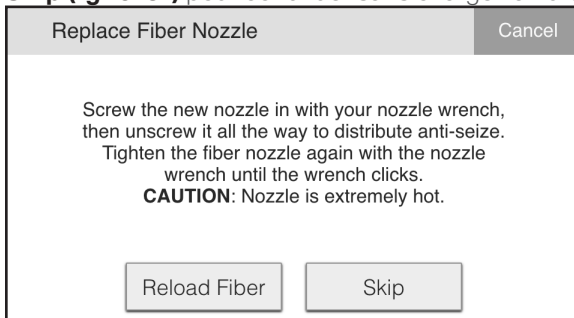 Replace Fiber Nozzle
Cancel
Screw the new nozzle in with your nozzle wrench,
then unscrew it all the way to distribute anti-seize.
Tighten the fiber nozzle again with the nozzle
wrench until the wrench clicks.
CAUTION: Nozzle is extremely hot.
Reload Fiber
Skip